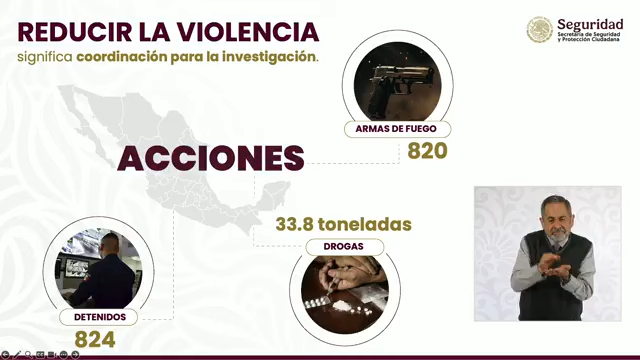 REDUCIR LA VIOLENCIA
significa coordinación para la investigación.
Seguridad
Secretaría de Seguridad
y Protección Ciudadana
ARMAS DE FUEGO
820
ACCIONES
33.8 toneladas
DROGAS
DETENIDOS
824